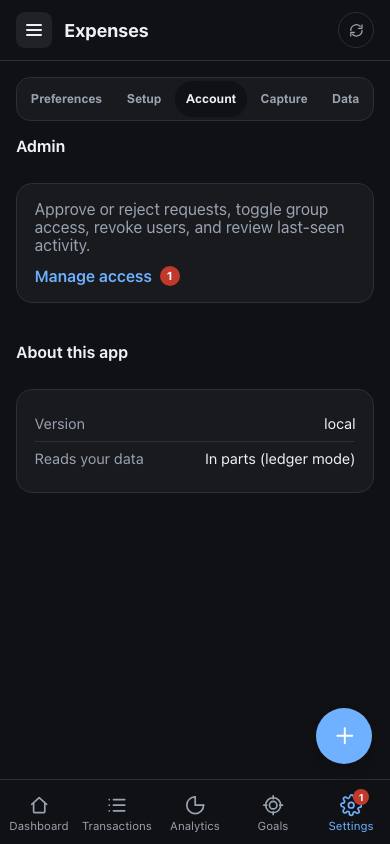 Expenses
Preferences Setup Account Capture Data
Admin
Approve or reject requests, toggle group
access, revoke users, and review last-seen
activity.
Manage access 1
About this app
Version local
Reads your data In parts (ledger mode)
1
Dashboard Transactions Analytics Goals Settings